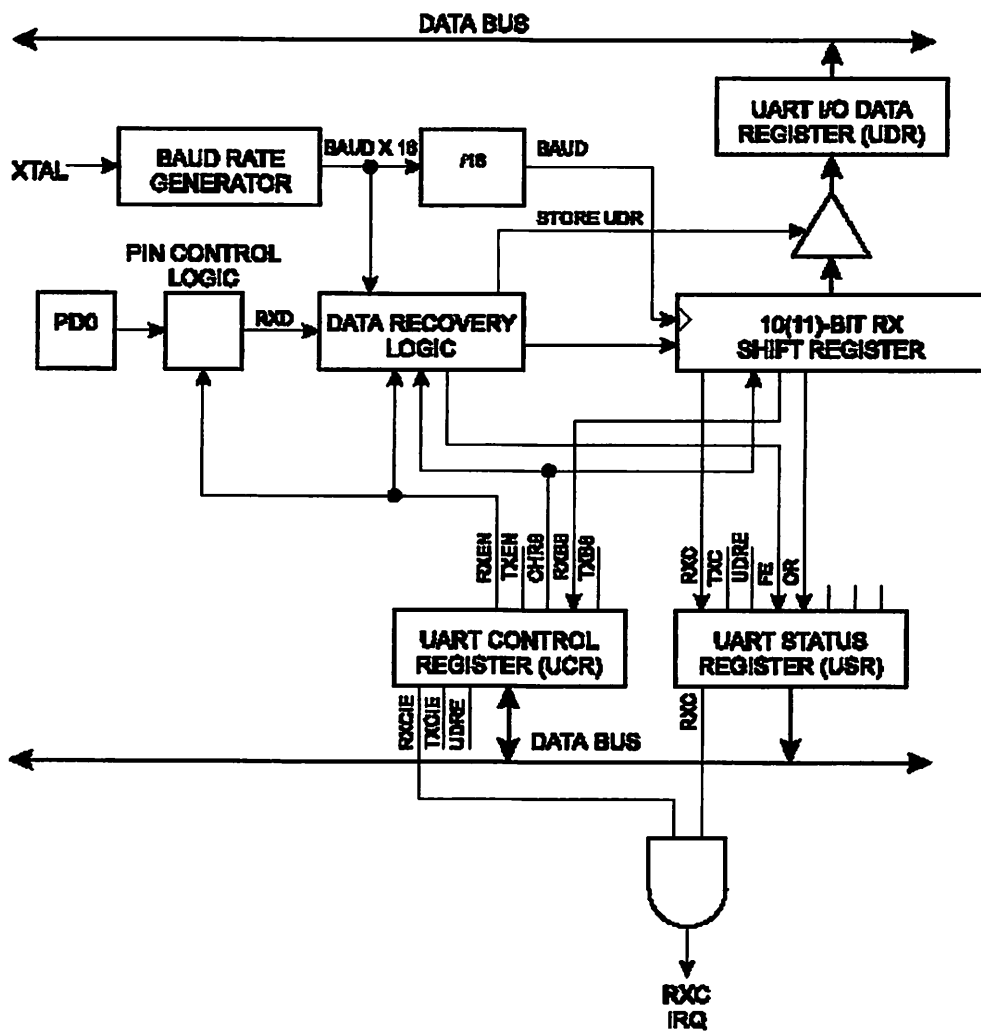 DATA BUS
UART I/O DATA
REGISTER (UDR)
XTAL
BAUD RATE
GENERATOR
BAUD X 16
/16
BAUD
STORE UDR
PIN CONTROL
LOGIC
PD0
RXD
DATA RECOVERY
LOGIC
10(11)-BIT RX
SHIFT REGISTER
RXEN
TXEN
CHR9
RXB8
TXB8
RXC
TXC
UDRE
FE
OR
UART CONTROL
REGISTER (UCR)
UART STATUS
REGISTER (USR)
RXCIE
TXCIE
UDRE
RXC
DATA BUS
RXC
IRQ